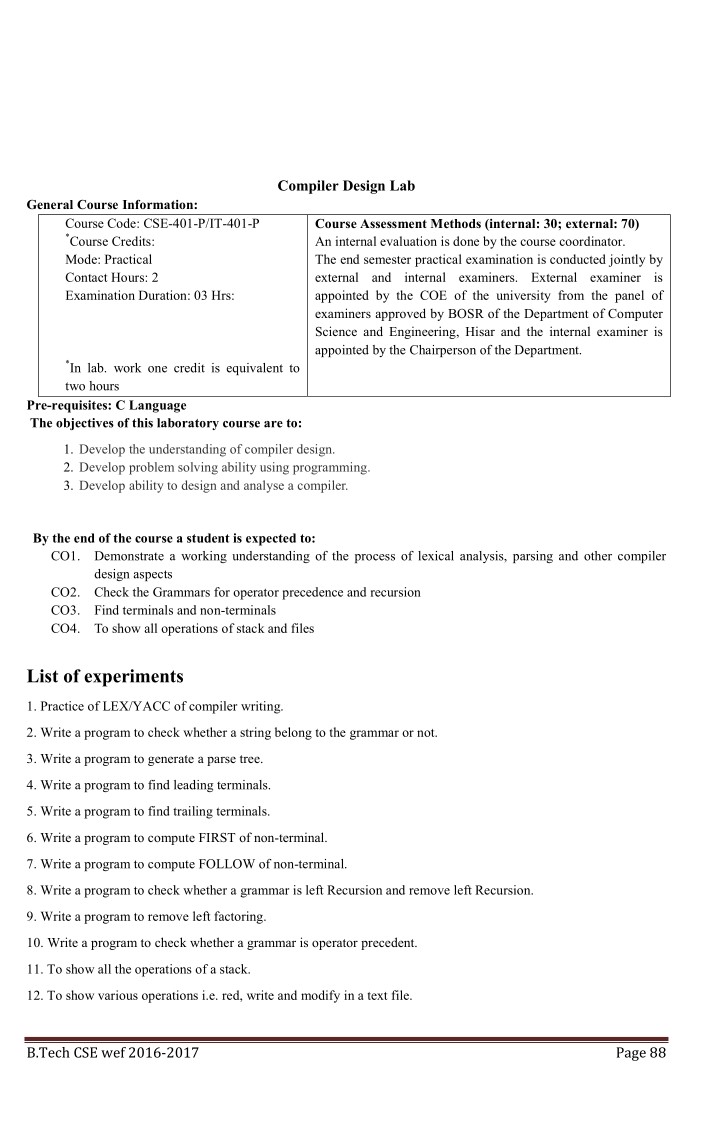 Compiler Design Lab
General Course Information:
Course Code: CSE-401-P/IT-401-P
*Course Credits:
Mode: Practical
Contact Hours: 2
Examination Duration: 03 Hrs:
*In lab. work one credit is equivalent to
two hours
Course Assessment Methods (internal: 30; external: 70)
An internal evaluation is done by the course coordinator.
The end semester practical examination is conducted jointly by
external and internal examiners. External examiner is
appointed by the COE of the university from the panel of
examiners approved by BOSR of the Department of Computer
Science and Engineering, Hisar and the internal examiner is
appointed by the Chairperson of the Department.
Pre-requisites: C Language
The objectives of this laboratory course are to:
1. Develop the understanding of compiler design.
2. Develop problem solving ability using programming.
3. Develop ability to design and analyse a compiler.
By the end of the course a student is expected to:
CO1. Demonstrate a working understanding of the process of lexical analysis, parsing and other compiler
design aspects
CO2. Check the Grammars for operator precedence and recursion
CO3. Find terminals and non-terminals
CO4. To show all operations of stack and files
List of experiments
1. Practice of LEX/YACC of compiler writing.
2. Write a program to check whether a string belong to the grammar or not.
3. Write a program to generate a parse tree.
4. Write a program to find leading terminals.
5. Write a program to find trailing terminals.
6. Write a program to compute FIRST of non-terminal.
7. Write a program to compute FOLLOW of non-terminal.
8. Write a program to check whether a grammar is left Recursion and remove left Recursion.
9. Write a program to remove left factoring.
10. Write a program to check whether a grammar is operator precedent.
11. To show all the operations of a stack.
12. To show various operations i.e. red, write and modify in a text file.
B.Tech CSE wef 2016-2017 Page 88